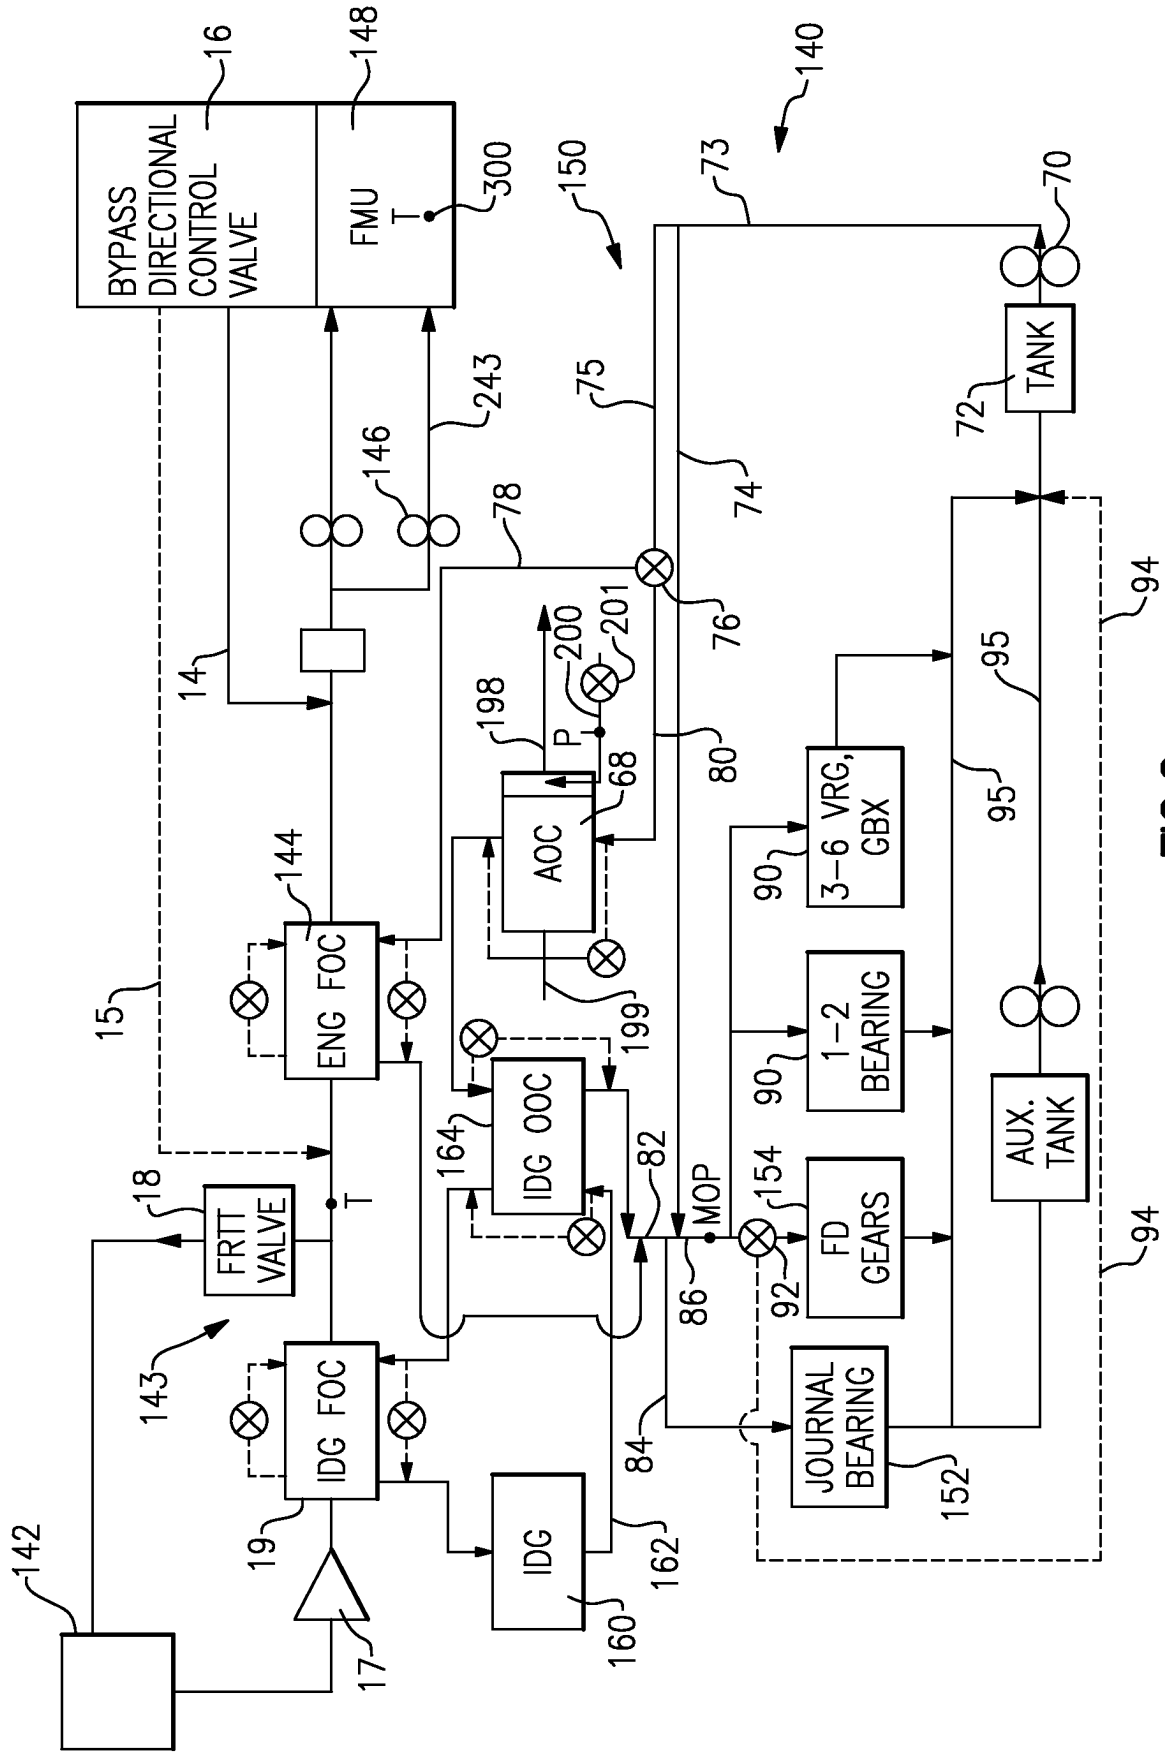 142
143
18
15
BYPASS
DIRECTIONAL
CONTROL
VALVE
16
14
FRTT
VALVE
19
144
IDG FOC
ENG FOC
T
17
146
FMU
T
148
300
243
164
198
78
IDG
IDG OOC
AOC
P
200
150
160
162
199
68
201
75
82
80
76
74
73
84
86
MOP
92
154
90
90
140
JOURNAL
BEARING
FD
GEARS
1-2
BEARING
3-6 VRG,
GBX
152
95
95
72
TANK
70
AUX.
TANK
94
94